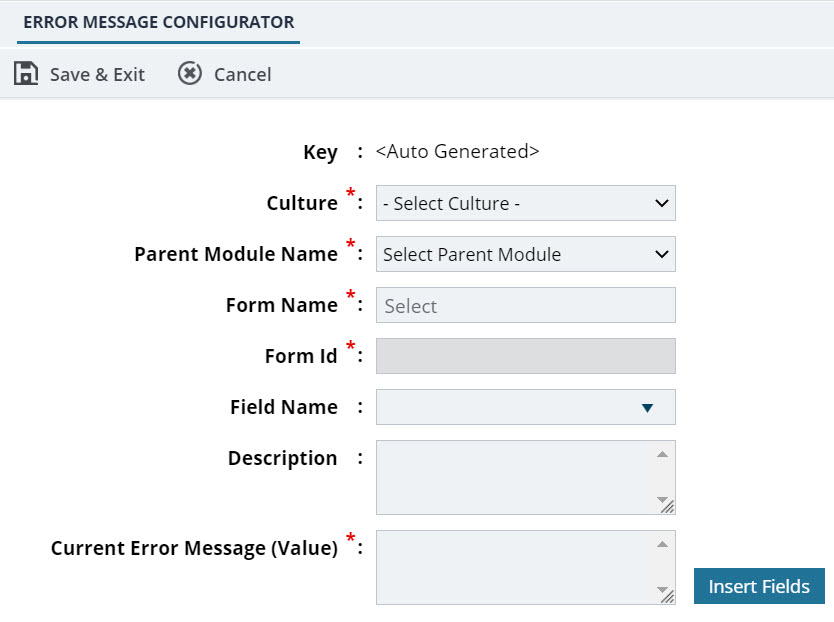 ERROR MESSAGE CONFIGURATOR
Save & Exit Cancel
Key : <Auto Generated>
Culture *: - Select Culture -
Parent Module Name *: Select Parent Module
Form Name *: Select
Form Id *:
Field Name :
Description :
Current Error Message (Value) *:
Insert Fields